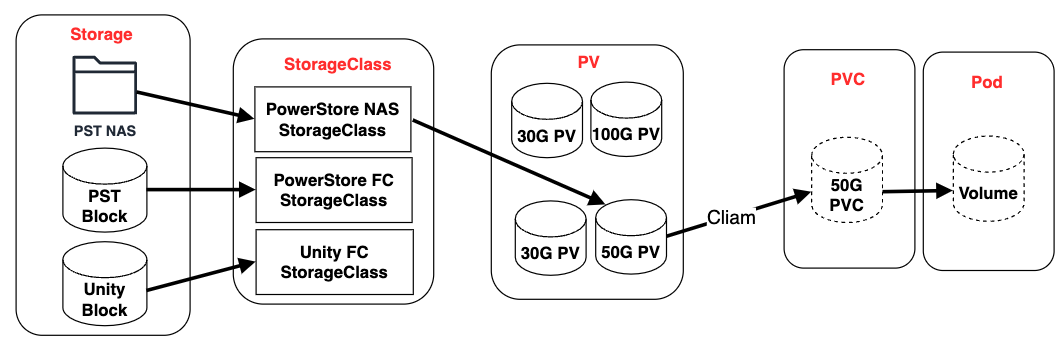 Storage
PST NAS
PST
Block
Unity
Block
StorageClass
PowerStore NAS
StorageClass
PowerStore FC
StorageClass
Unity FC
StorageClass
PV
30G PV
100G PV
30G PV
50G PV
Cliam
PVC
50G
PVC
Pod
Volume